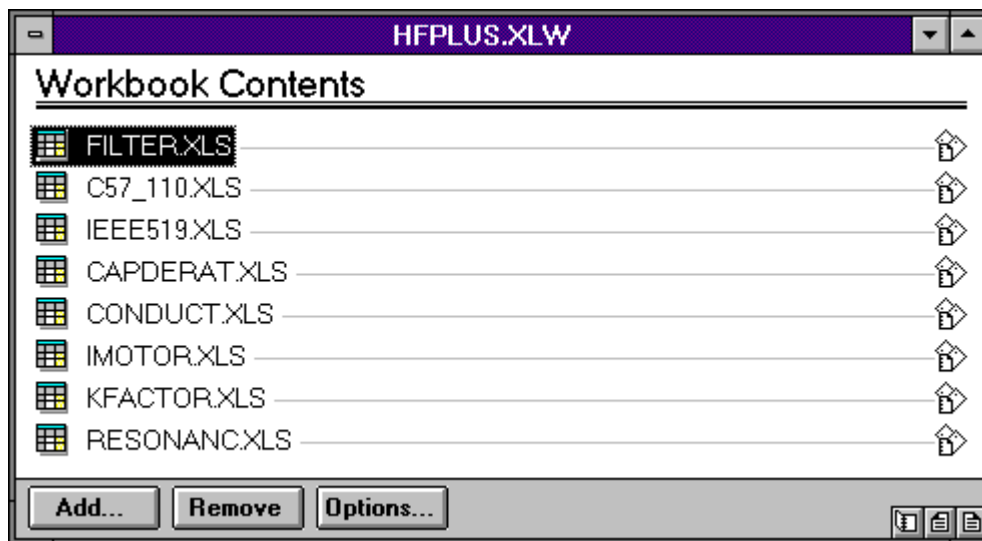 HFPLUS.XLW
Workbook Contents
FILTER.XLS
C57_110.XLS
IEEE519.XLS
CAPDERAT.XLS
CONDUCT.XLS
IMOTOR.XLS
KFACTOR.XLS
RESONANC.XLS
Add... Remove Options...